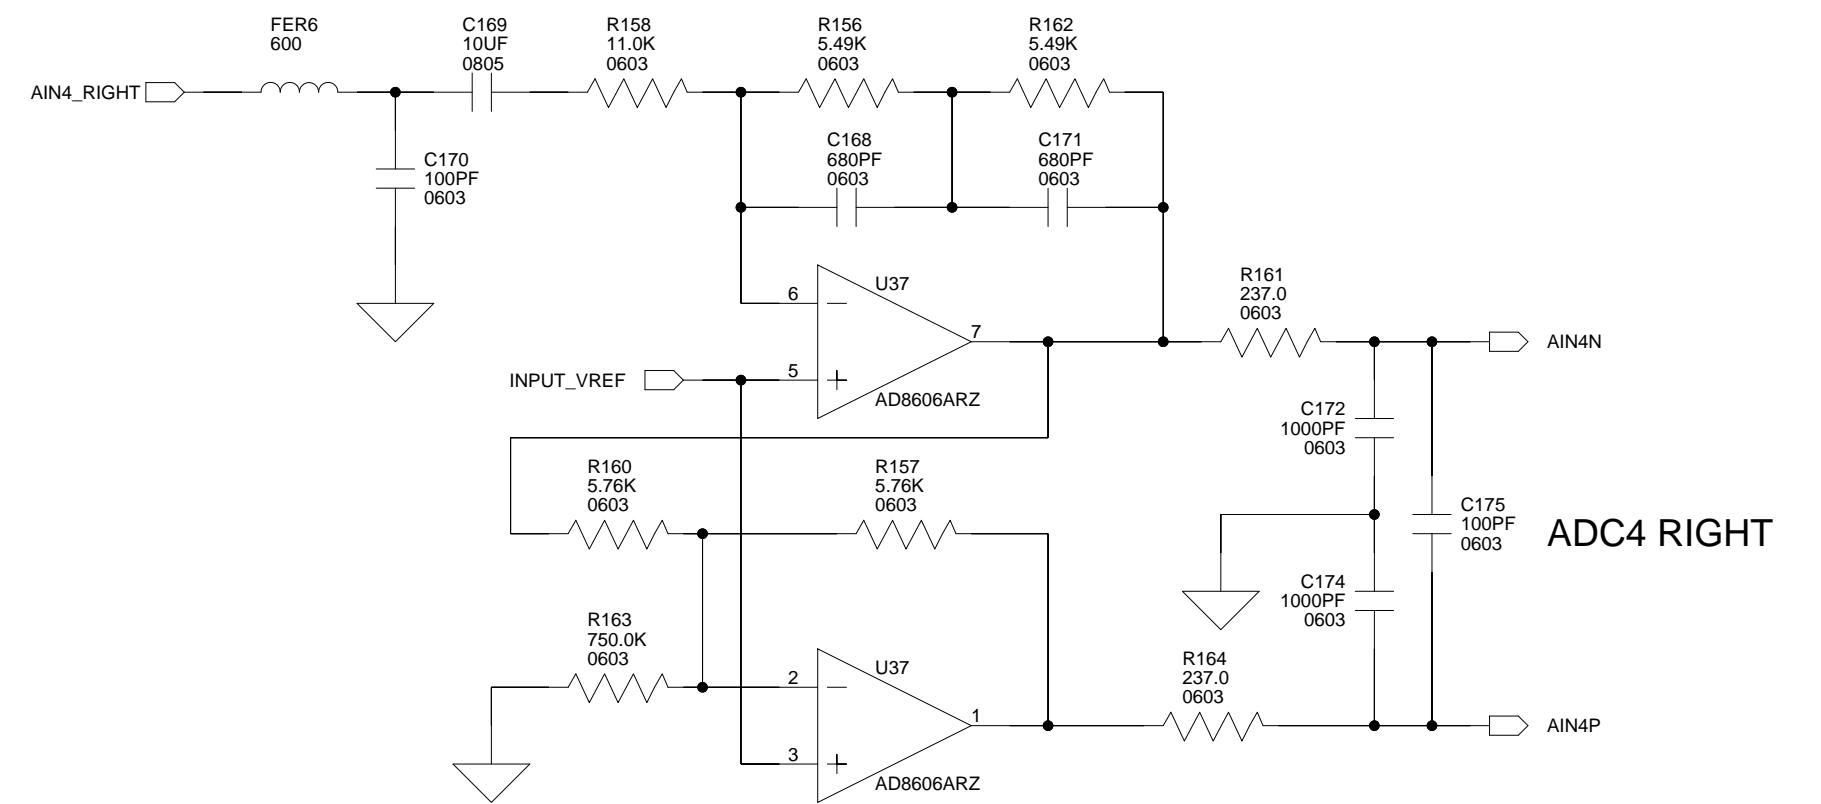 FER6
600
C169
10UF
0805
R158
11.0K
0603
R156
5.49K
0603
R162
5.49K
0603
AIN4_RIGHT
C170
100PF
0603
C168
680PF
0603
C171
680PF
0603
U37
6
7
5
AD8606ARZ
INPUT_VREF
R161
237.0
0603
AIN4N
C172
1000PF
0603
R160
5.76K
0603
R157
5.76K
0603
C175
100PF
0603
ADC4 RIGHT
C174
1000PF
0603
R163
750.0K
0603
U37
2
1
3
AD8606ARZ
R164
237.0
0603
AIN4P